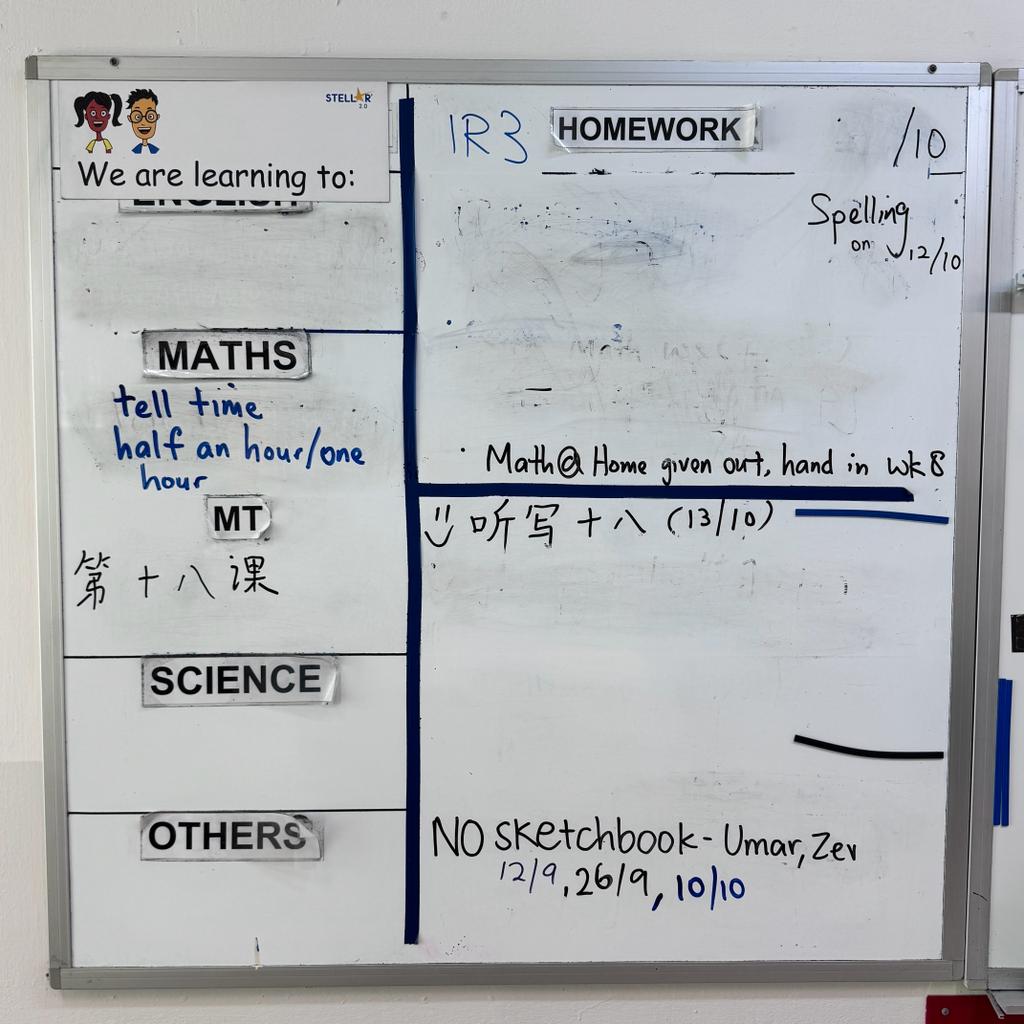 STELLAR 2.0
We are learning to:
ENGLISH
MATHS
tell time
half an hour/one
hour
MT
第十八课
SCIENCE
OTHERS
1R3 HOMEWORK /10
Spelling
on 12/10
Math@Home given out, hand in wk 8
听写十八 (13/10)
NO sketchbook - Umar, Zev
12/9, 26/9, 10/10